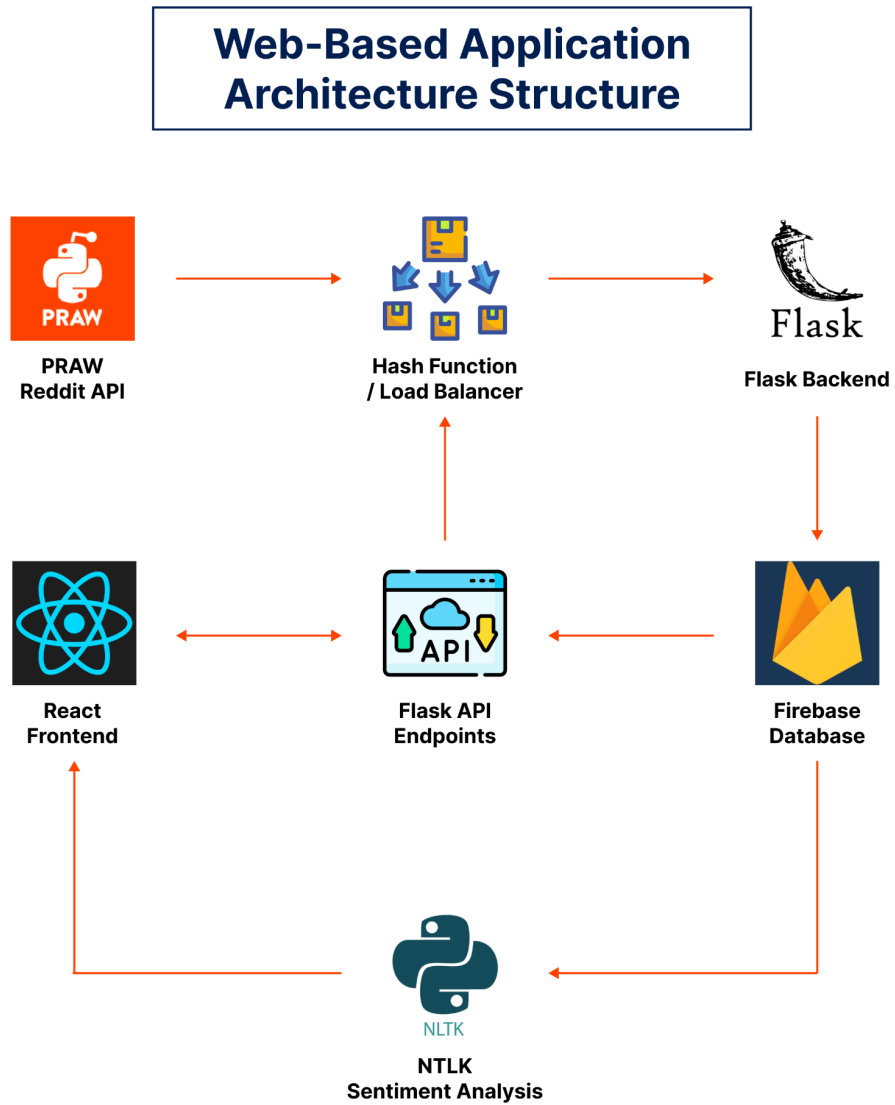 Web-Based Application
Architecture Structure
PRAW
PRAW
Reddit API
Hash Function
/ Load Balancer
Flask
Flask Backend
React
Frontend
API
Flask API
Endpoints
Firebase
Database
NLTK
NTLK
Sentiment Analysis